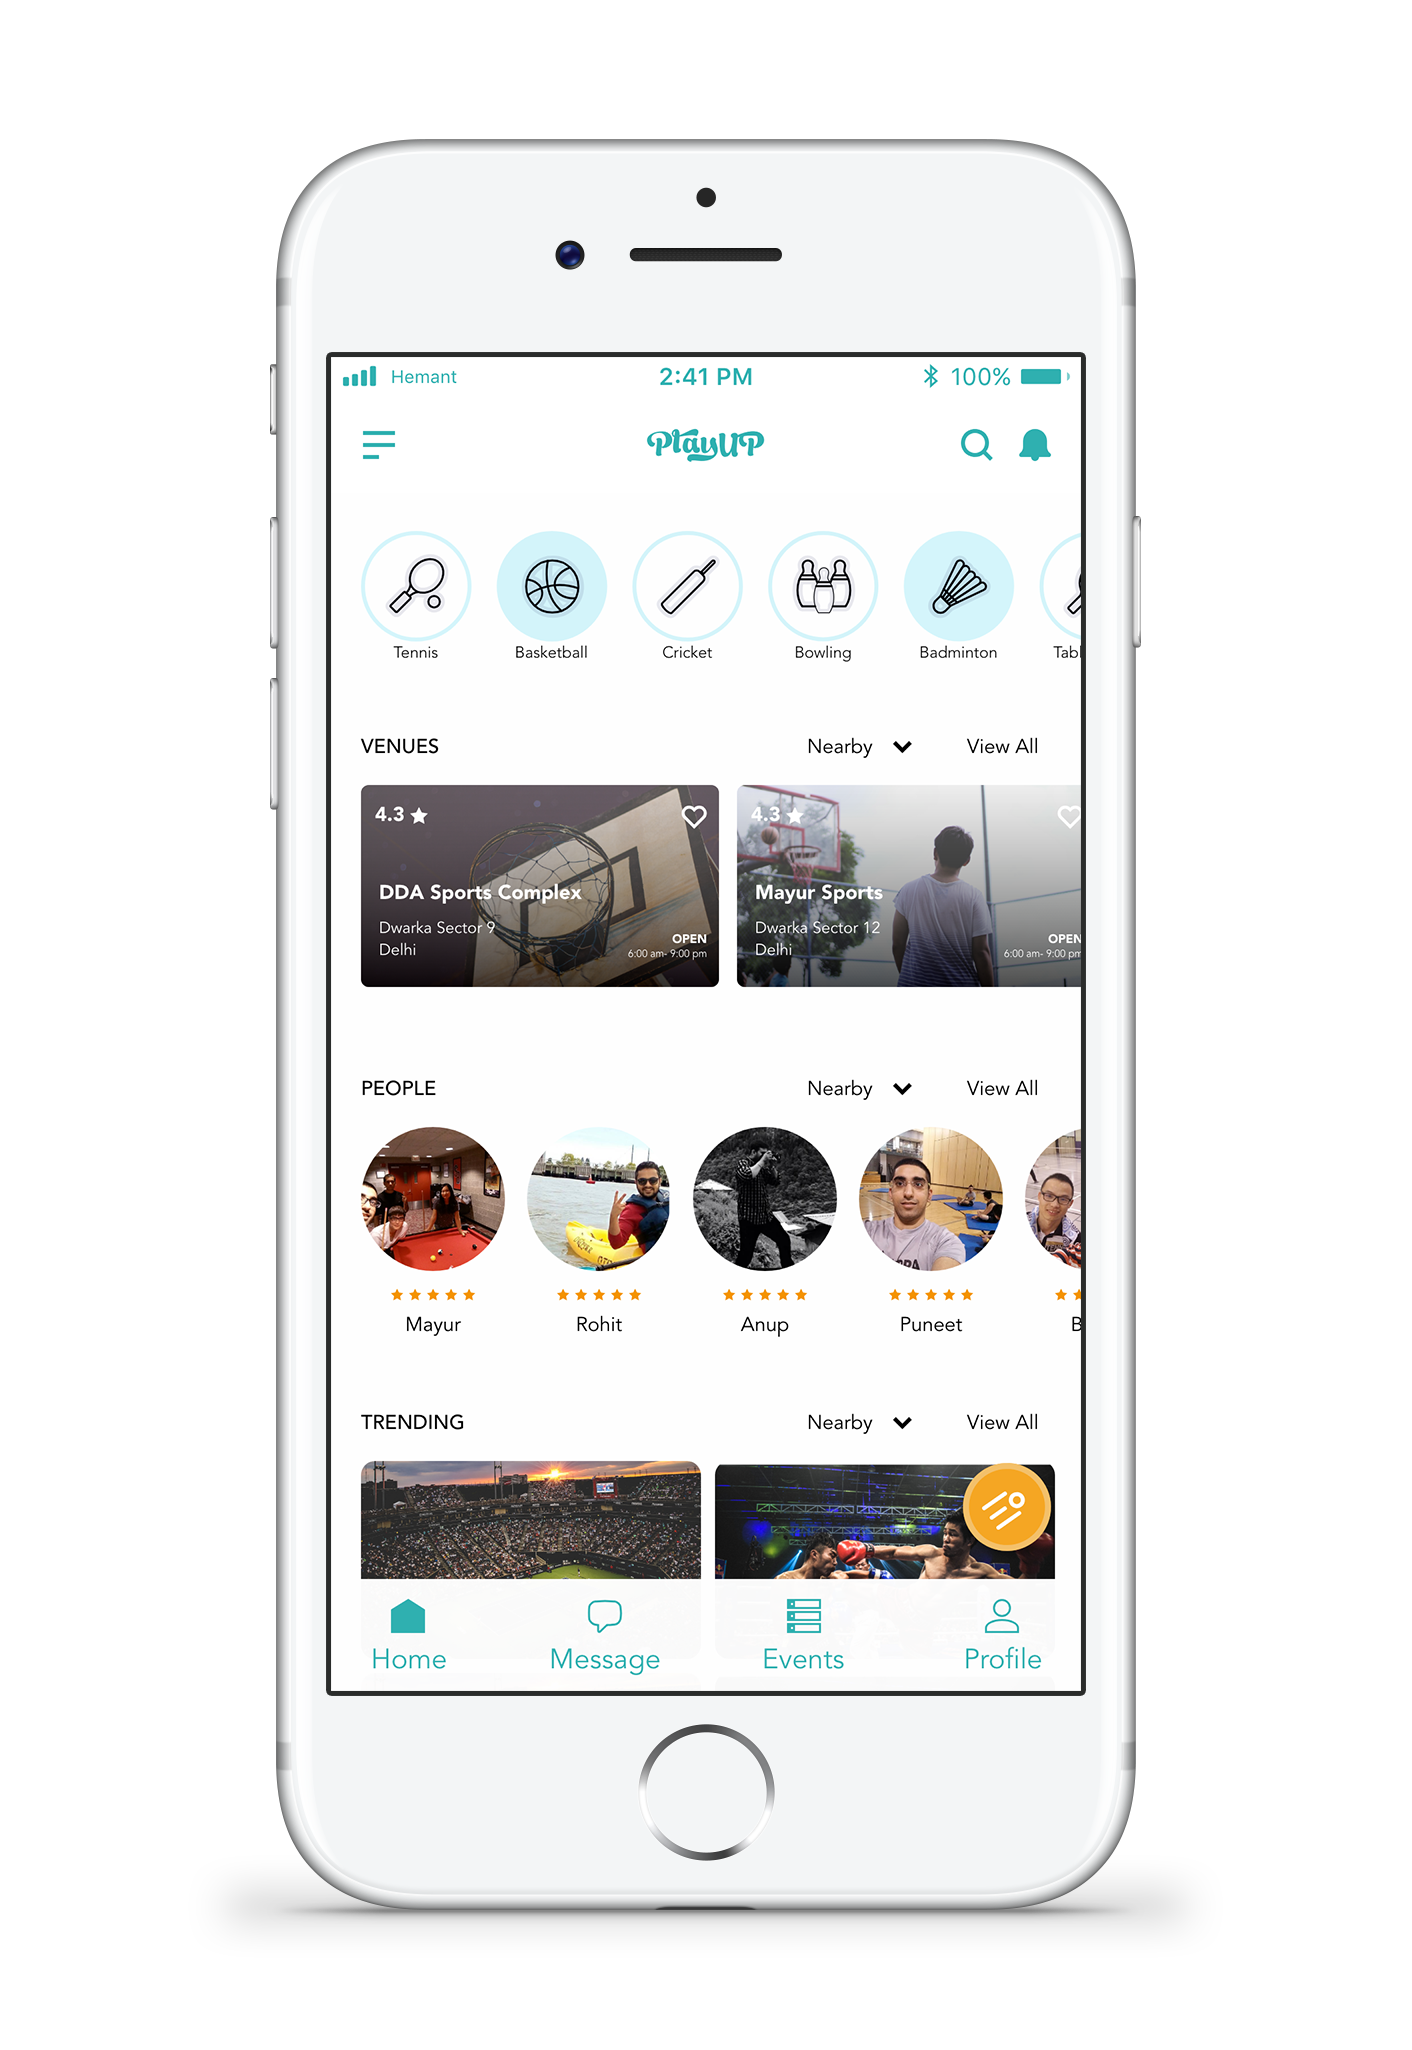 Hemant 2:41 PM 100%
PlayUP
Tennis Basketball Cricket Bowling Badminton Tabl
VENUES Nearby View All
4.3 4.3
DDA Sports Complex Mayur Sports
Dwarka Sector 9 Dwarka Sector 12
Delhi OPEN Delhi OPEN
6:00 am- 9:00 pm 6:00 am- 9:00 pm
PEOPLE Nearby View All
Mayur Rohit Anup Puneet B
TRENDING Nearby View All
Home Message Events Profile